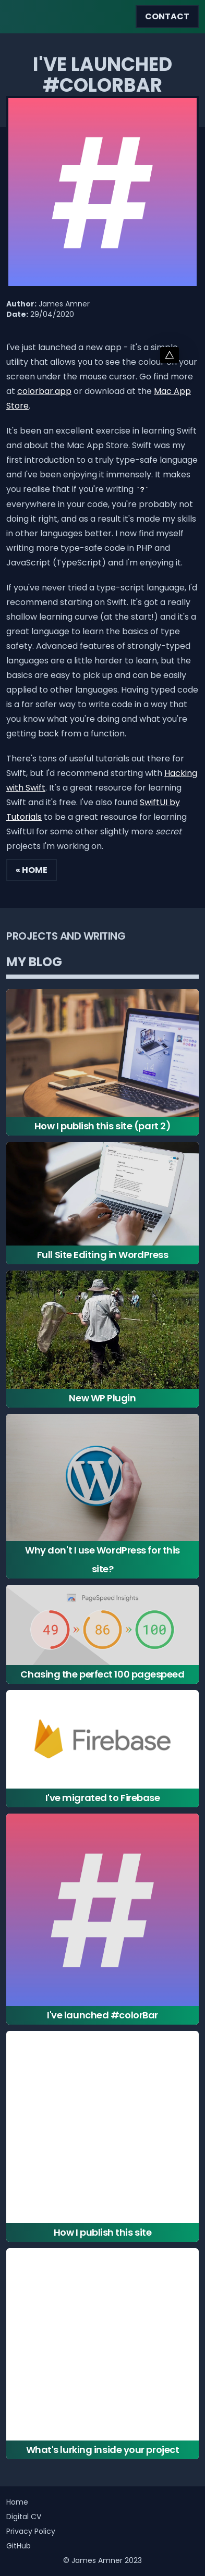 CONTACT
I'VE LAUNCHED
#COLORBAR
#
Author: James Amner
Date: 29/04/2020
I've just launched a new app - it's a simple
utility that allows you to see the colour of your
screen under the mouse cursor. Go find more
at colorbar.app or download at the Mac App
Store.
It's been an excellent exercise in learning Swift
and about the Mac App Store. Swift was my
first introduction to a truly type-safe language
and I've been enjoying it immensely. It makes
you realise that if you're writing `?`
everywhere in your code, you're probably not
doing it right, and as a result it's made my skills
in other languages better. I now find myself
writing more type-safe code in PHP and
JavaScript (TypeScript) and I'm enjoying it.
If you've never tried a type-script language, I'd
recommend starting on Swift. It's got a really
shallow learning curve (at the start!) and it's a
great language to learn the basics of type
safety. Advanced features of strongly-typed
languages are a little harder to learn, but the
basics are easy to pick up and can be easily
applied to other languages. Having typed code
is a far safer way to write code in a way that
you know what you're doing and what you're
getting back from a function.
There's tons of useful tutorials out there for
Swift, but I'd recommend starting with Hacking
with Swift. It's a great resource for learning
Swift and it's free. I've also found SwiftUI by
Tutorials to be a great resource for learning
SwiftUI for some other slightly more secret
projects I'm working on.
« HOME
PROJECTS AND WRITING
MY BLOG
How I publish this site (part 2)
Full Site Editing in WordPress
New WP Plugin
Why don't I use WordPress for this
site?
PageSpeed Insights
49 » 86 » 100
Chasing the perfect 100 pagespeed
Firebase
I've migrated to Firebase
#
I've launched #colorBar
How I publish this site
What's lurking inside your project
Home
Digital CV
Privacy Policy
GitHub
© James Amner 2023